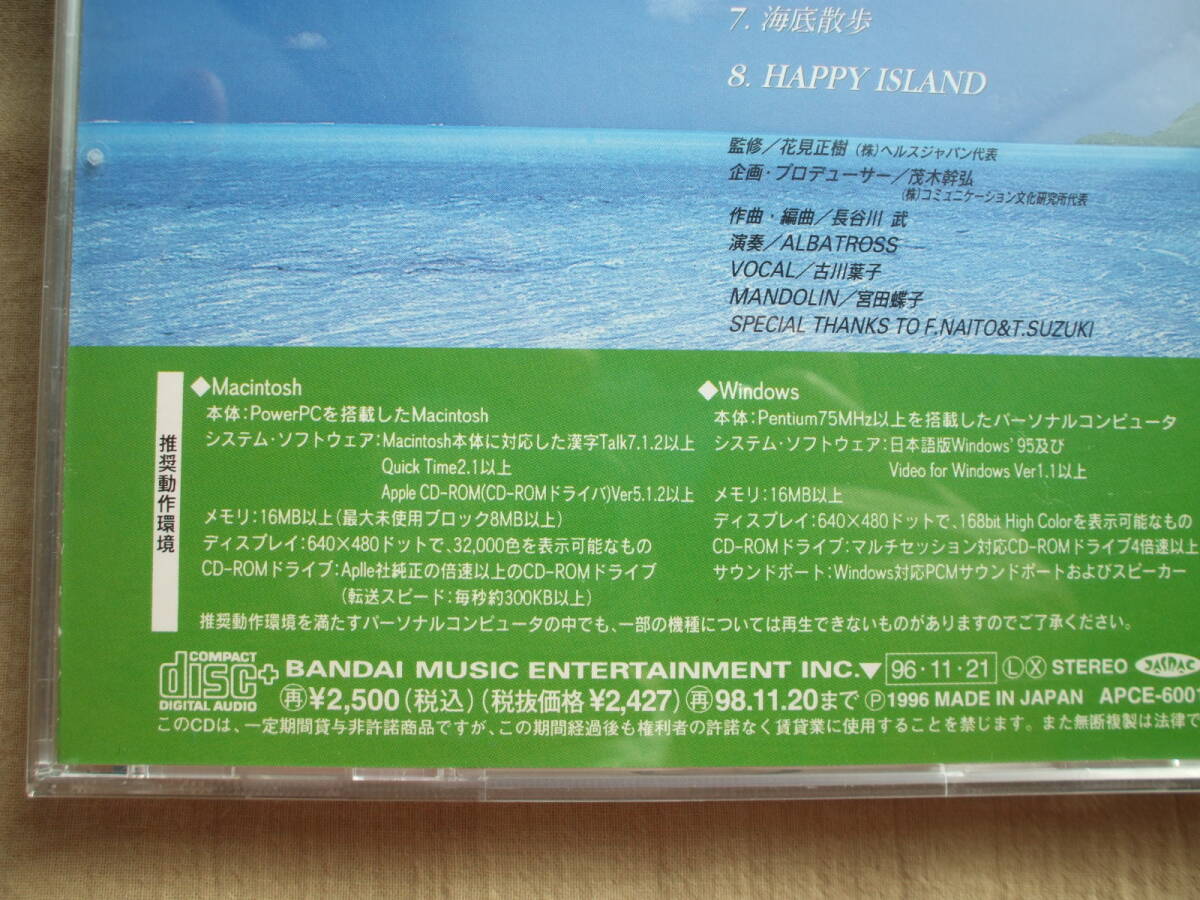 7. 海底散歩
8. HAPPY ISLAND
監修／花見正樹 (株)ヘルスジャパン代表
企画・プロデューサー／茂木幹弘
(株)コミュニケーション文化研究所代表
作曲・編曲／長谷川 武
演奏／ALBATROSS
VOCAL／古川葉子
MANDOLIN／宮田蝶子
SPECIAL THANKS TO F.NAITO&T.SUZUKI
推奨動作環境
◆Macintosh
本体：PowerPCを搭載したMacintosh
システム・ソフトウェア：Macintosh本体に対応した漢字Talk7.1.2以上
Quick Time2.1以上
Apple CD-ROM(CD-ROMドライバ)Ver5.1.2以上
メモリ：16MB以上(最大未使用ブロック8MB以上)
ディスプレイ：640×480ドットで、32,000色を表示可能なもの
CD-ROMドライブ：Aplle社純正の倍速以上のCD-ROMドライブ
(転送スピード：毎秒約300KB以上)
◆Windows
本体：Pentium75MHz以上を搭載したパーソナルコンピュータ
システム・ソフトウェア：日本語版Windows'95及び
Video for Windows Ver1.1以上
メモリ：16MB以上
ディスプレイ：640×480ドットで、168bit High Colorを表示可能なもの
CD-ROMドライブ：マルチセッション対応CD-ROMドライブ4倍速以上
サウンドポート：Windows対応PCMサウンドポートおよびスピーカー
推奨動作環境を満たすパーソナルコンピュータの中でも、一部の機種については再生できないものがありますのでご了承ください。
COMPACT disc+ DIGITAL AUDIO
BANDAI MUSIC ENTERTAINMENT INC.▼ 96・11・21 Ⓛ Ⓧ STEREO JASRAC
㊢¥2,500(税込)(税抜価格 ¥2,427)㊢98.11.20まで Ⓟ1996 MADE IN JAPAN APCE-600
このCDは、一定期間貸与非許諾商品ですが、この期間経過後も権利者の許諾なく賃貸業に使用することを禁じます。また無断複製は法律で